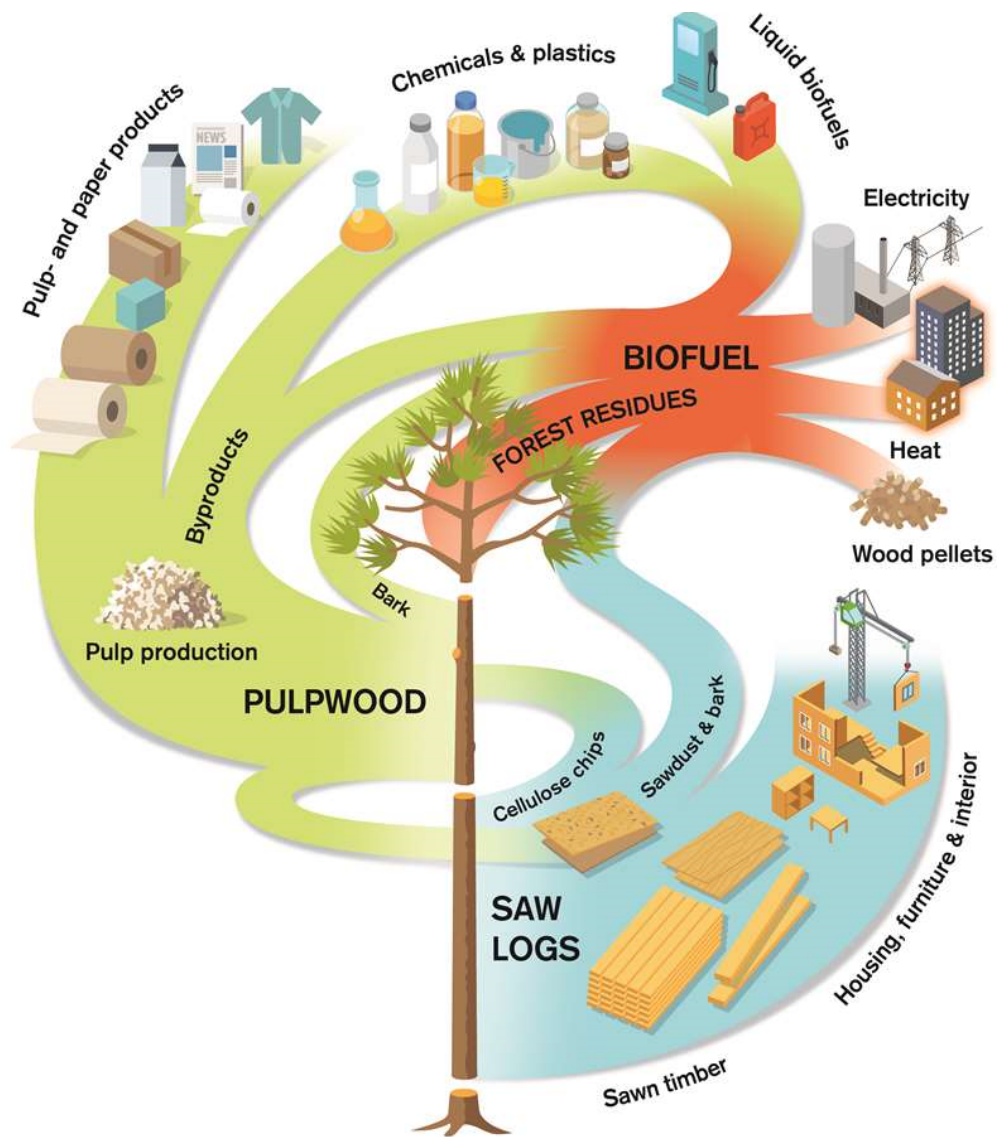 Chemicals & plastics
Liquid biofuels
Pulp- and paper products
NEWS
Electricity
BIOFUEL
FOREST RESIDUES
Heat
Byproducts
Wood pellets
Bark
Pulp production
PULPWOOD
Cellulose chips
Sawdust & bark
Housing, furniture & interior
SAW
LOGS
Sawn timber